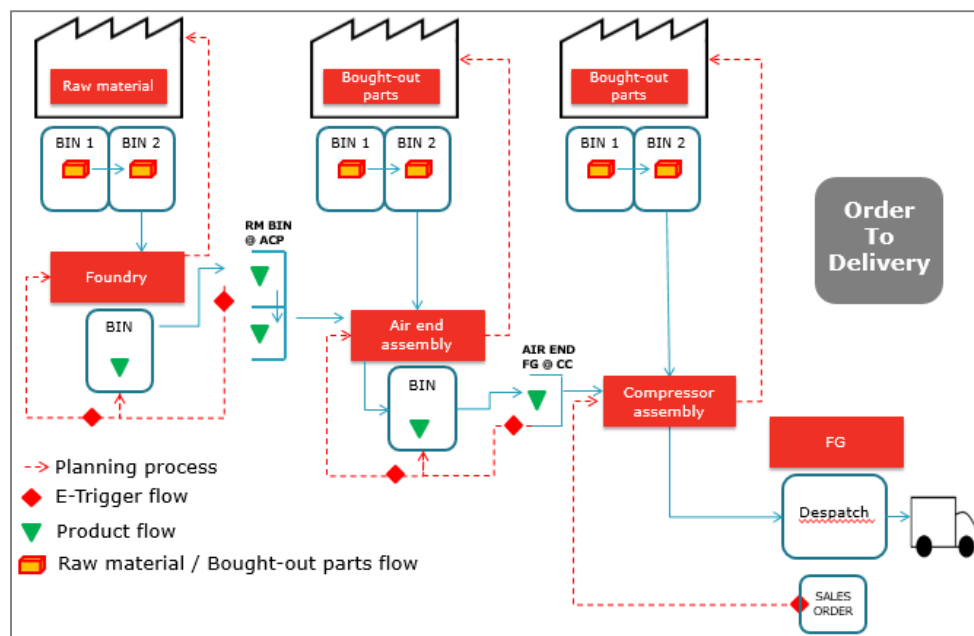 Raw material
Bought-out
parts
Bought-out
parts
BIN 1
BIN 2
BIN 1
BIN 2
BIN 1
BIN 2
Order
To
Delivery
RM BIN
@ ACP
Foundry
BIN
Air end
assembly
BIN
AIR END
FG @ CC
Compressor
assembly
FG
Despatch
SALES
ORDER
Planning process
E-Trigger flow
Product flow
Raw material / Bought-out parts flow